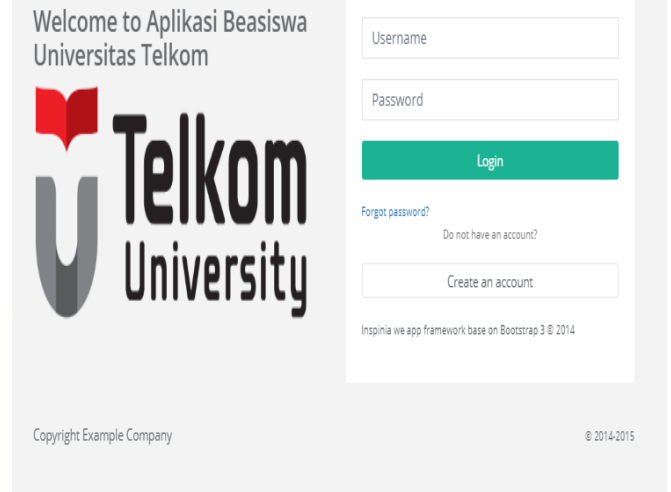 Welcome to Aplikasi Beasiswa
Universitas Telkom
Telkom
University
Username
Password
Login
Forgot password?
Do not have an account?
Create an account
Inspinia we app framework base on Bootstrap 3 © 2014
Copyright Example Company
© 2014-2015